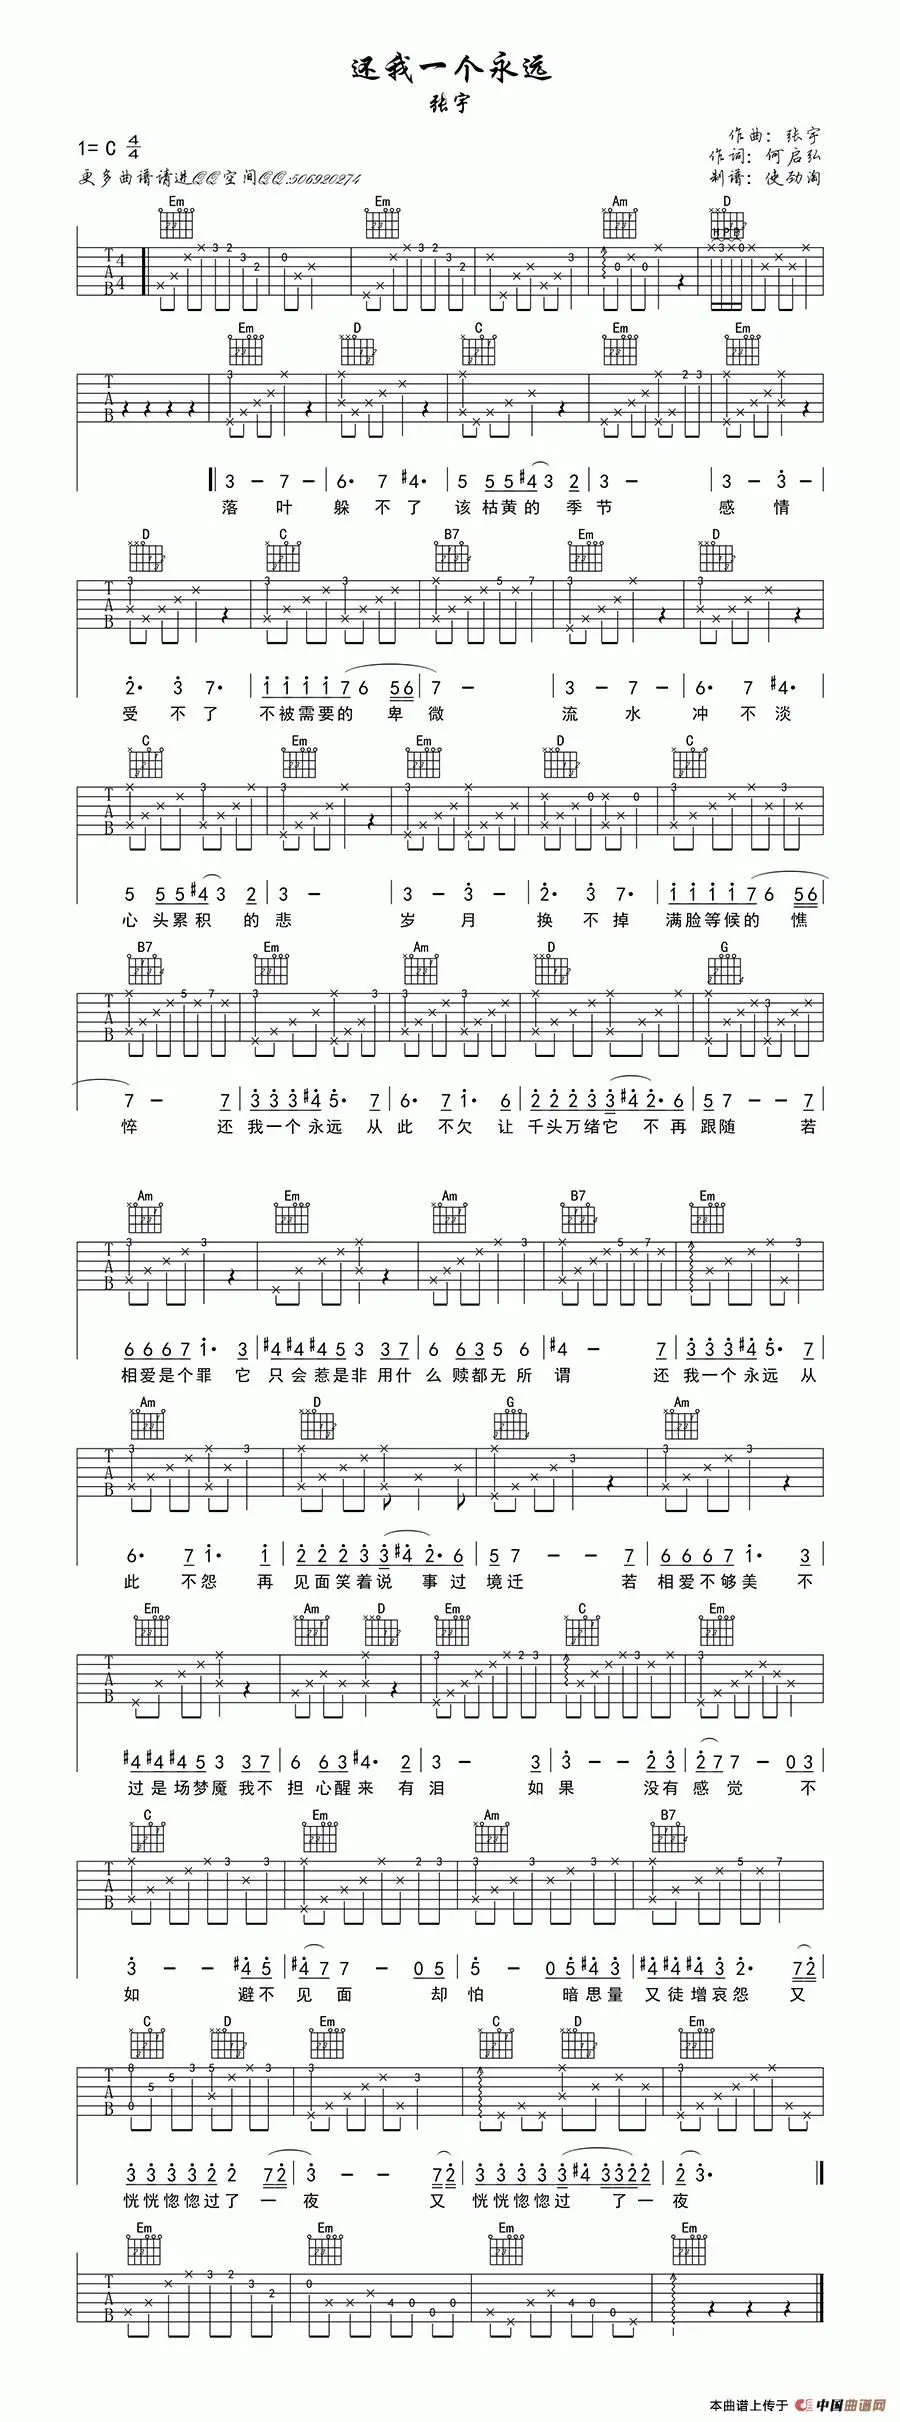 还我一个永远
张宇
1= C 4/4
作曲：张宇
作词：何启弘
制谱：使劲淘
更多曲谱请进QQ空间QQ:506920274
Em Em Am D
H P B
Em D C Em Em
3 - 7 - | 6· 7 #4· | 5 5 5 #4 3 2 | 3 - 3 - 3 -
落叶躲不了该枯黄的季节感情
D C B7 Em D
2· 3 7· | 1 1 1 1 7 6 5 6 | 7 - | 3 - 7 - | 6· 7 #4·
受不了不被需要的卑微流水冲不淡
C Em Em D C
5 5 5 #4 3 2 | 3 - 3 - 3 - | 2· 3 7· | 1 1 1 1 7 6 5 6
心头累积的悲岁月换不掉满脸等候的憔
B7 Em Am D G
7 - 7 | 3 3 3 #4 5· 7 | 6· 7 1· 6 | 2 2 2 3 3 #4 2· 6 | 5 7 - - 7
悴还我一个永远从此不欠让千头万绪它不再跟随若
Am Em Am B7 Em
6 6 6 7 1· 3 | #4 #4 #4 5 3 3 7 | 6 6 3 5 6 | #4 - 7 | 3 3 3 #4 5· 7
相爱是个罪它只会惹是非用什么赎都无所谓还我一个永远从
Am D G Am
6· 7 1· 1 | 2 2 2 3 3 #4 2· 6 | 5 7 - - 7 | 6 6 6 7 1· 3
此不怨再见面笑着说事过境迁若相爱不够美不
Em Am D Em C Em
#4 #4 #4 5 3 3 7 | 6 6 3 #4· 2 | 3 - - 3 | 3 - - 2 3 | 2 7 7 - 0 3
过是场梦魇我不担心醒来有泪如果没有感觉不
C Em Am B7
3 - - #4 5 | #4 7 7 - 0 5 | 5 - 0 5 #4 | #4 #4 #4 3 2· 7 2
如避不见面却怕暗思量又徒增哀怨又
C D Em C D Em
3 3 3 3 2 2 7 2 | 3 - - 7 2 | 3 3 3 3 3 #4 3 3 2 2 | 2 3·
恍恍惚惚过了一夜又恍恍惚惚过了一夜
Em Em Em Em
本曲谱上传于 中国曲谱网